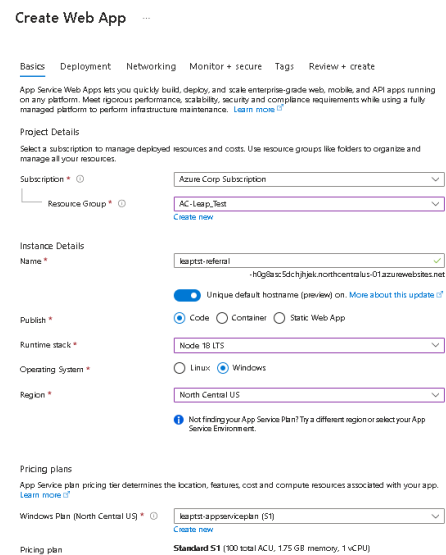 Create Web App ...
Basics Deployment Networking Monitor + secure Tags Review + create
App Service Web Apps lets you quickly build, deploy, and scale enterprise-grade web, mobile, and API apps running
on any platform. Meet rigorous performance, scalability, security and compliance requirements while using a fully
managed platform to perform infrastructure maintenance. Learn more
Project Details
Select a subscription to manage deployed resources and costs. Use resource groups like folders to organize and
manage all your resources.
Subscription * Azure Corp Subscription
Resource Group * AC-Leap_Test
Create new
Instance Details
Name * leaptst-referral
-h0g8asc5dchjhjek.northcentralus-01.azurewebsites.net
Unique default hostname (preview) on. More about this update
Publish * Code Container Static Web App
Runtime stack * Node 18 LTS
Operating System * Linux Windows
Region * North Central US
Not finding your App Service Plan? Try a different region or select your App
Service Environment.
Pricing plans
App Service plan pricing tier determines the location, features, cost and compute resources associated with your app.
Learn more
Windows Plan (North Central US) * leaptst-appserviceplan (S1)
Create new
Pricing plan Standard S1 (100 total ACU, 1.75 GB memory, 1 vCPU)